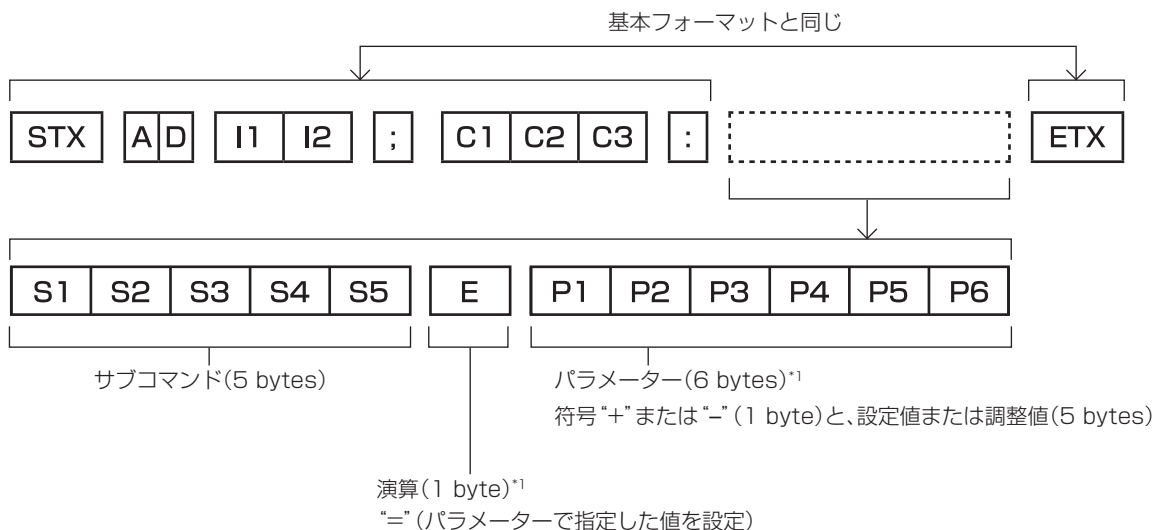 基本フォーマットと同じ
STX A D I1 I2 ; C1 C2 C3 : ETX
S1 S2 S3 S4 S5 E P1 P2 P3 P4 P5 P6
サブコマンド(5 bytes)
パラメーター(6 bytes)*1
符号“+”または“–”(1 byte)と、設定値または調整値(5 bytes)
演算(1 byte)*1
“=”(パラメーターで指定した値を設定)